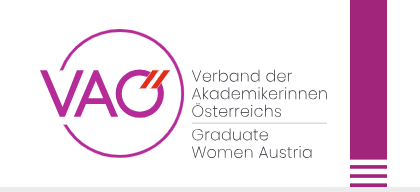 VAÖ
Verband der
Akademikerinnen
Österreichs
Graduate
Women Austria